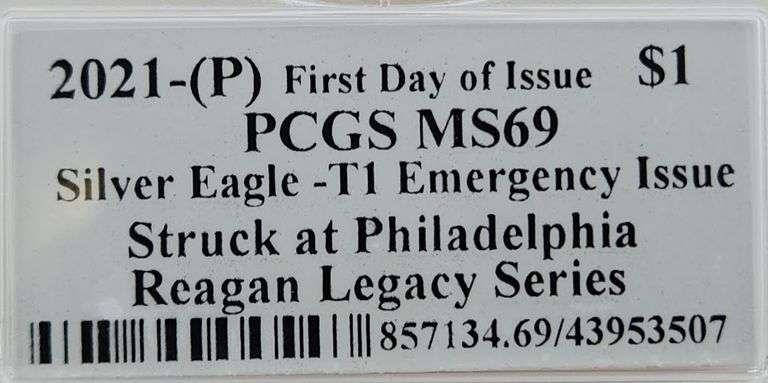 2021-(P) First Day of Issue $1
PCGS MS69
Silver Eagle -T1 Emergency Issue
Struck at Philadelphia
Reagan Legacy Series
857134.69/43953507